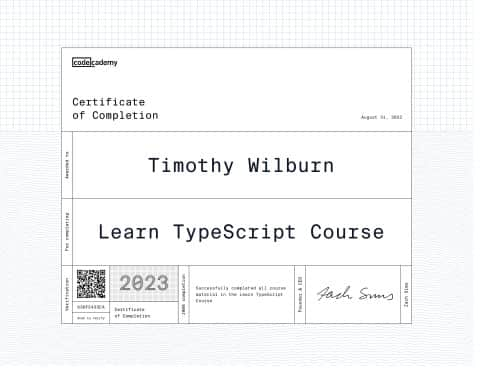 codecademy
Certificate
of Completion
August 31, 2023
Awarded to
Timothy Wilburn
For completing
Learn TypeScript Course
Verification
Scan to verify
2023
Certificate
of Completion
100% completion
Successfully completed all course
material in the Learn TypeScript
Course
Founder & CEO
Zach Sims
Zach Sims